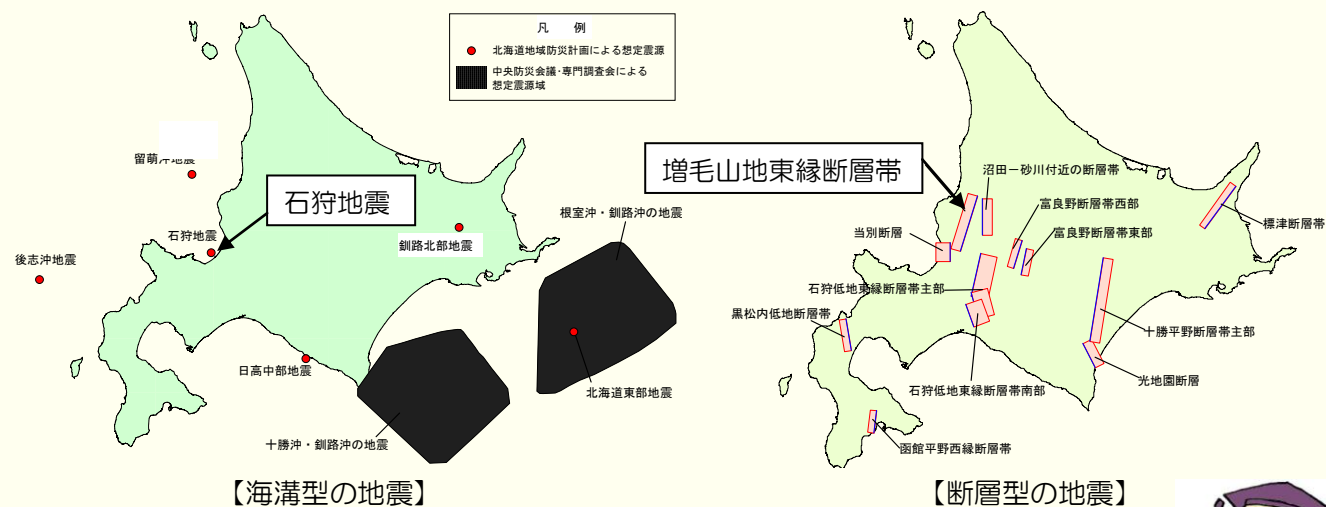 凡 例
北海道地域防災計画による想定震源
中央防災会議・専門調査会による
想定震源域
留萌沖地震
石狩地震
石狩地震
後志沖地震
釧路北部地震
根室沖・釧路沖の地震
日高中部地震
北海道東部地震
十勝沖・釧路沖の地震
【海溝型の地震】
増毛山地東縁断層帯
沼田ー砂川付近の断層帯
富良野断層帯西部
標津断層帯
当別断層
富良野断層帯東部
石狩低地東縁断層帯主部
黒松内低地断層帯
十勝平野断層帯主部
光地園断層
石狩低地東縁断層帯南部
函館平野西縁断層帯
【断層型の地震】